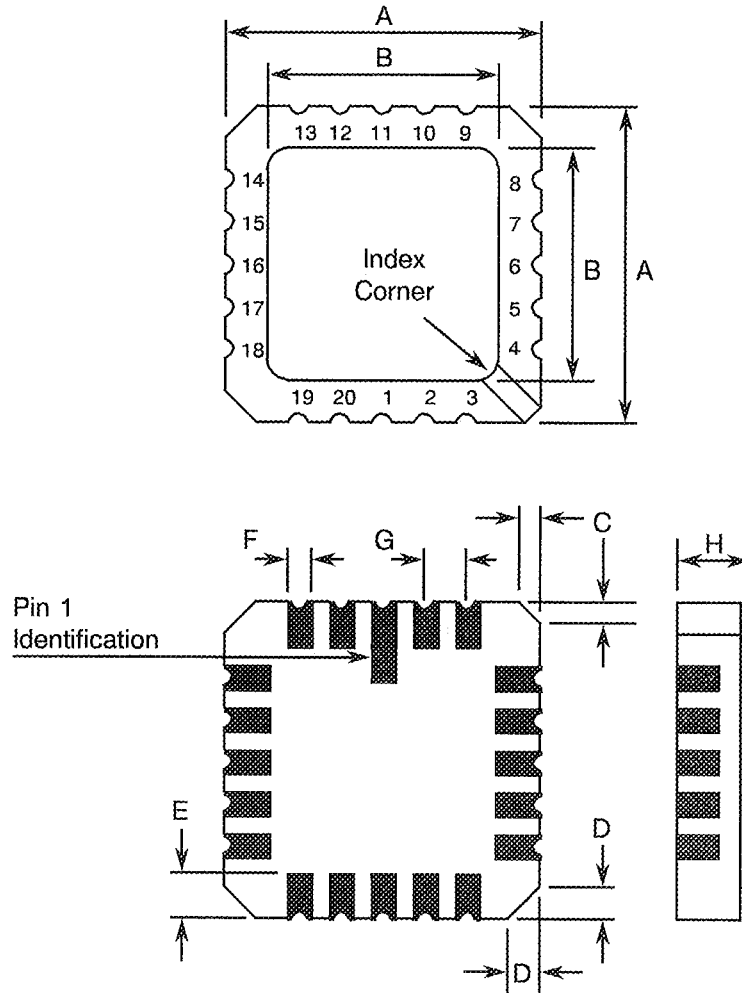 A
B
13 12 11 10 9
14 8
15 7
16 6
17 5
18 4
Index
Corner
B
A
19 20 1 2 3
F
G
C
H
Pin 1
Identification
E
D
D